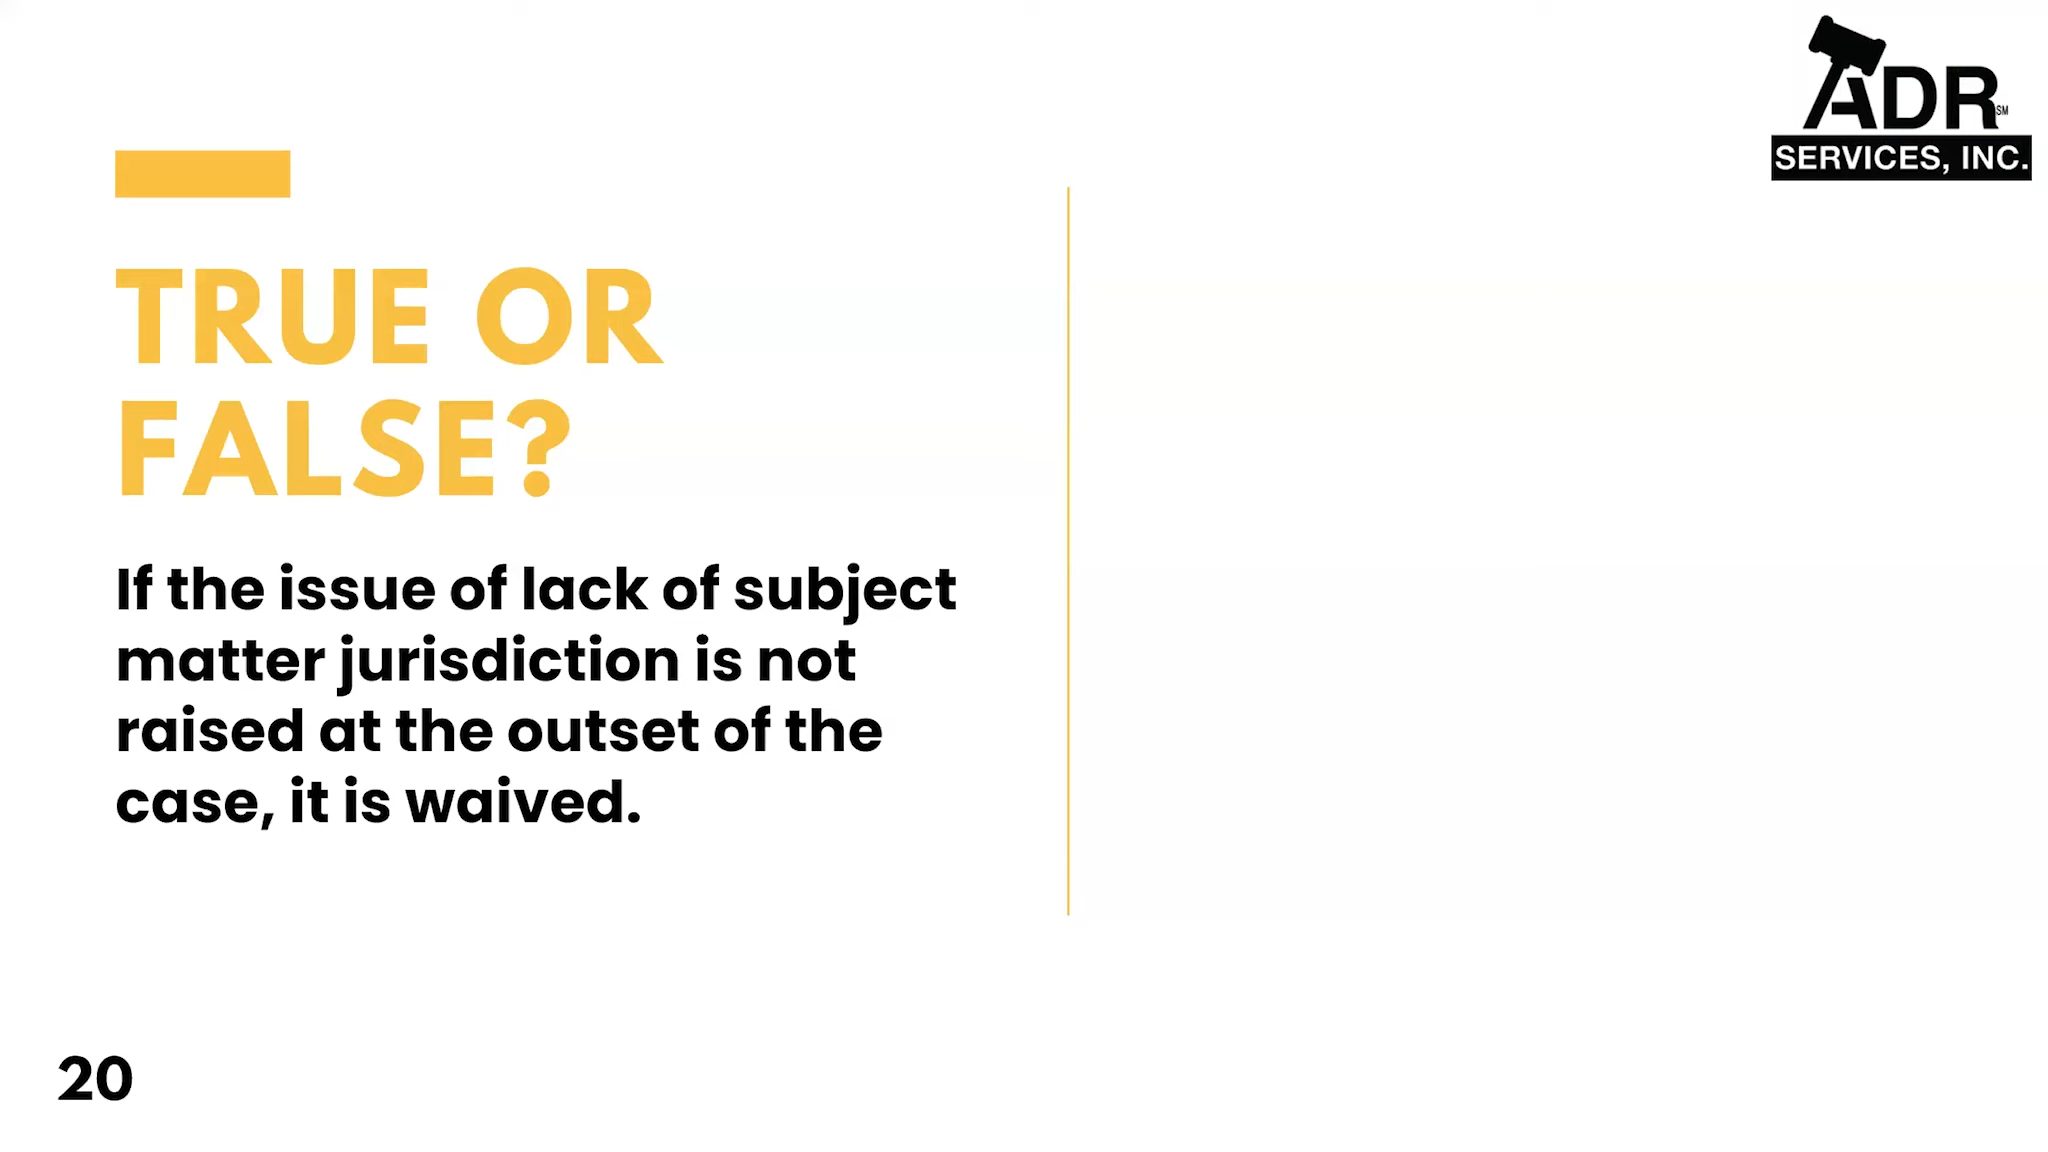 ADR SM
SERVICES, INC.
TRUE OR
FALSE?
If the issue of lack of subject
matter jurisdiction is not
raised at the outset of the
case, it is waived.
20